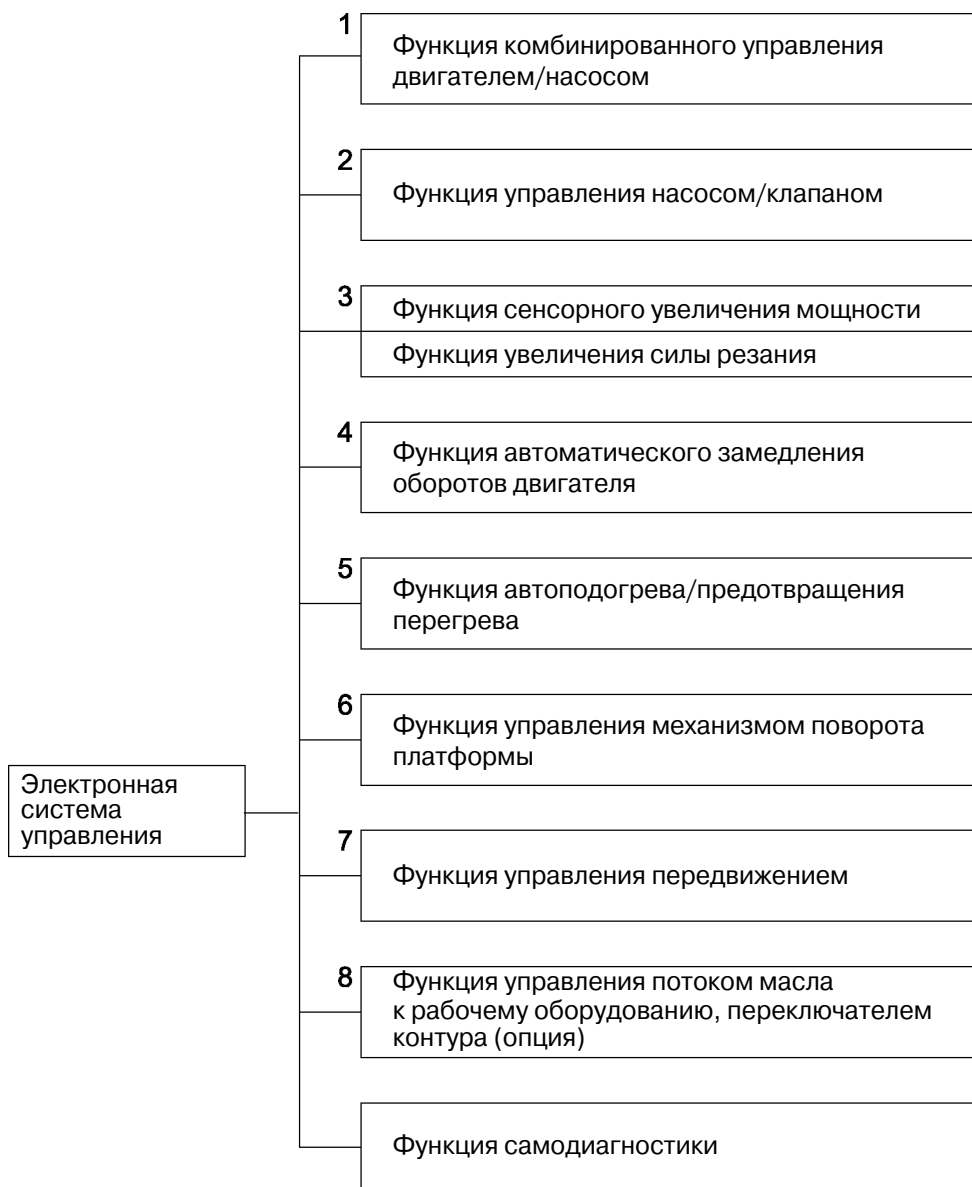 1
Функция комбинированного управления
двигателем/насосом
2
Функция управления насосом/клапаном
3
Функция сенсорного увеличения мощности
Функция увеличения силы резания
4
Функция автоматического замедления
оборотов двигателя
5
Функция автоподогрева/предотвращения
перегрева
6
Функция управления механизмом поворота
платформы
Электронная
система
управления
7
Функция управления передвижением
8
Функция управления потоком масла
к рабочему оборудованию, переключателем
контура (опция)
Функция самодиагностики